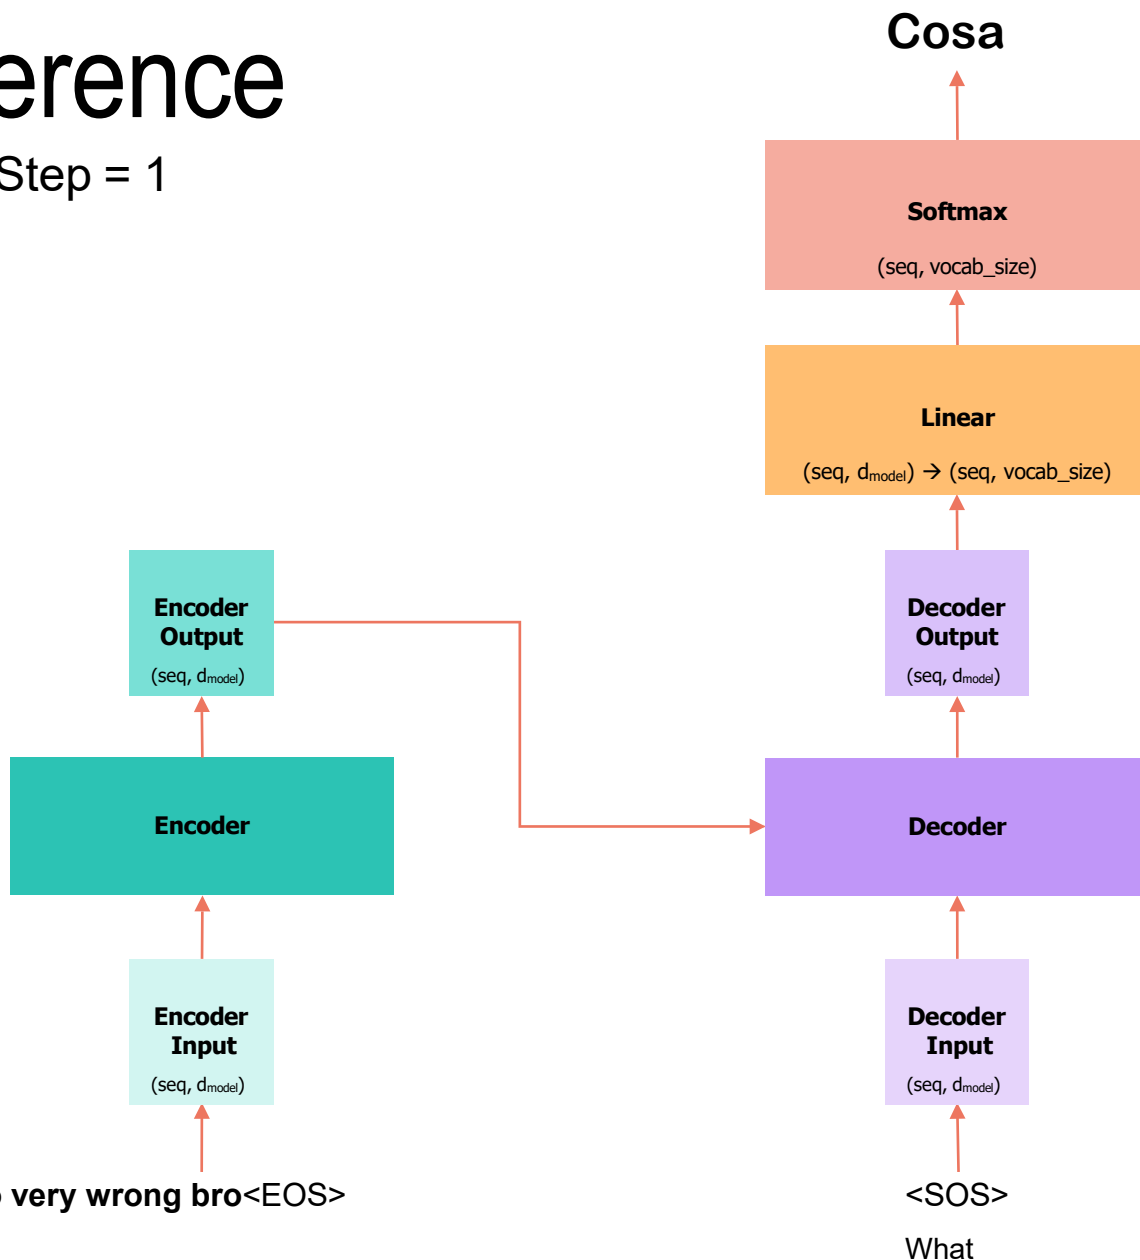 erence
Step = 1
Cosa
Softmax
(seq, vocab_size)
Linear
(seq, dmodel) → (seq, vocab_size)
Encoder
Output
(seq, dmodel)
Decoder
Output
(seq, dmodel)
Encoder
Decoder
Encoder
Input
(seq, dmodel)
Decoder
Input
(seq, dmodel)
very wrong bro<EOS>
<SOS>
What